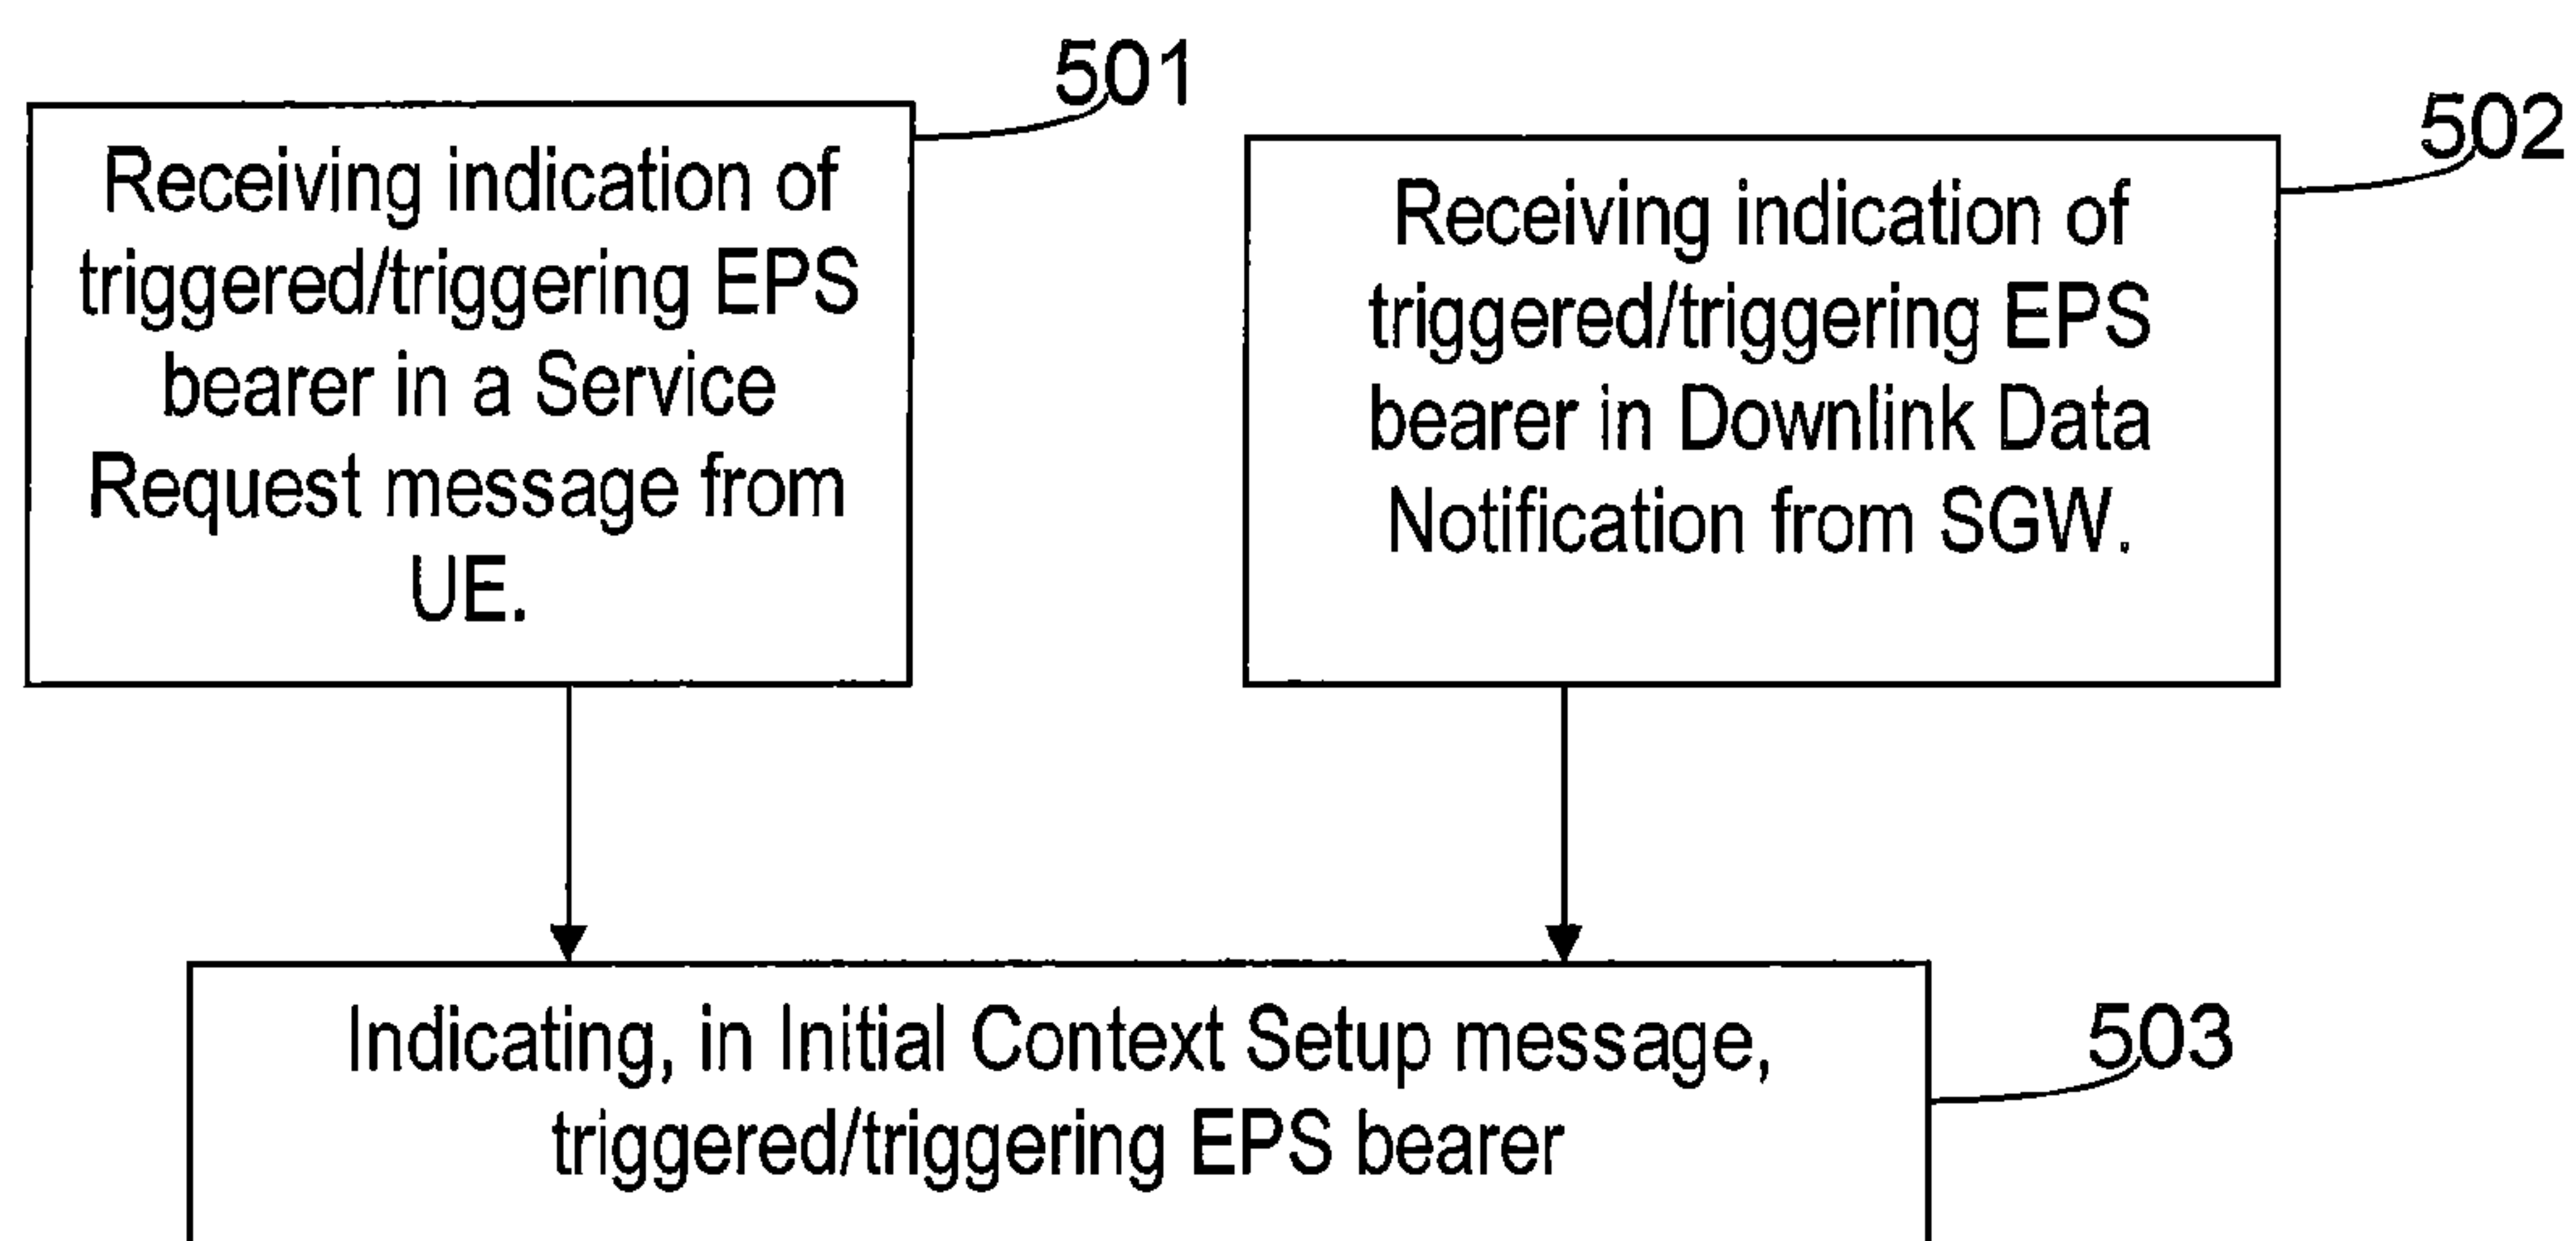 501
Receiving indication of
triggered/triggering EPS
bearer in a Service
Request message from
UE.
502
Receiving indication of
triggered/triggering EPS
bearer in Downlink Data
Notification from SGW.
503
Indicating, in Initial Context Setup message,
triggered/triggering EPS bearer